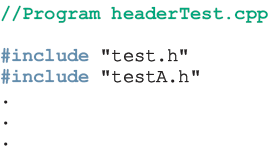 //Program headerTest.cpp
#include "test.h"
#include "testA.h"
.
.
.